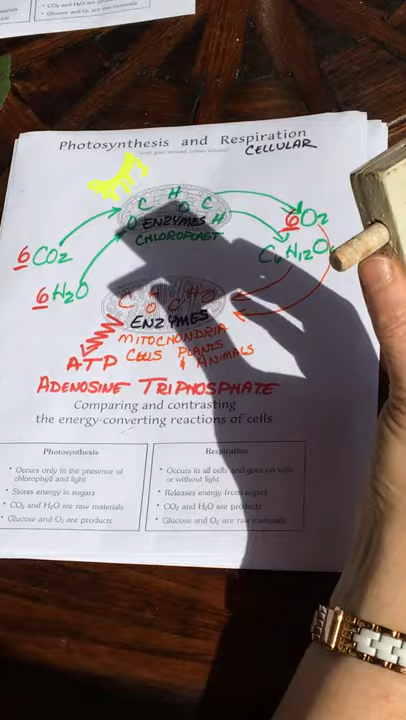 CO₂ and H₂O are
Glucose and O₂ are raw materials
Photosynthesis and Respiration
CELLULAR
C H O C
O ENZYMES H
CHLOROPLAST
6O₂
6CO₂
C₆H₁₂O₆
6H₂O
C H O C H O
ENZYMES
MITOCHONDRIA
CELLS PLANTS
& ANIMALS
ATP
ADENOSINE TRIPHOSPHATE
Comparing and contrasting
the energy-converting reactions of cells
Photosynthesis
• Occurs only in the presence of
chlorophyll and light
• Stores energy in sugars
• CO₂ and H₂O are raw materials
• Glucose and O₂ are products
Respiration
• Occurs in all cells and goes on with
or without light
• Releases energy from sugars
• CO₂ and H₂O are products
• Glucose and O₂ are raw materials